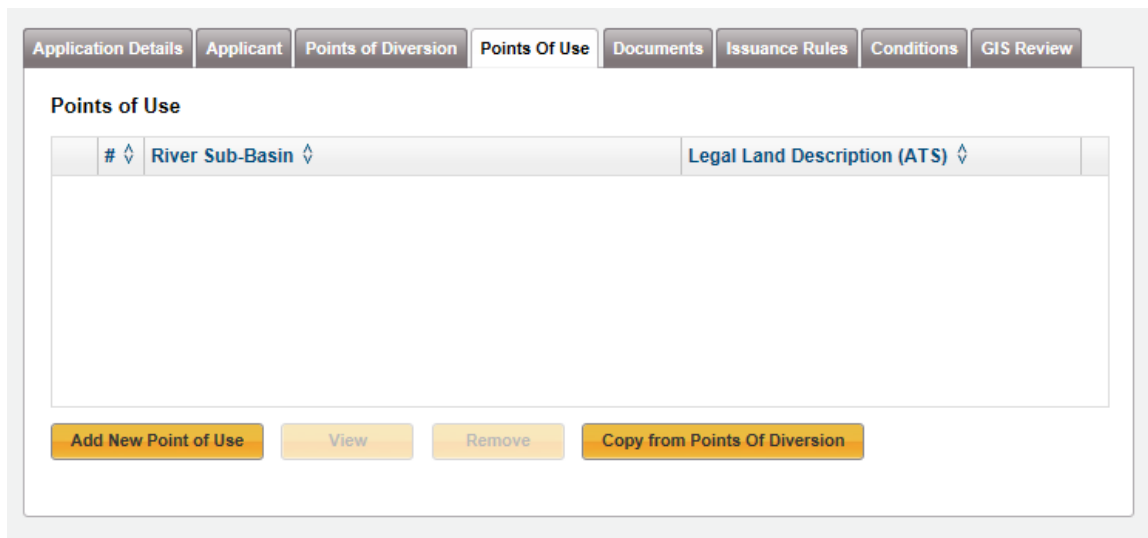 Application Details Applicant Points of Diversion Points Of Use Documents Issuance Rules Conditions GIS Review
Points of Use
# River Sub-Basin Legal Land Description (ATS)
Add New Point of Use View Remove Copy from Points Of Diversion